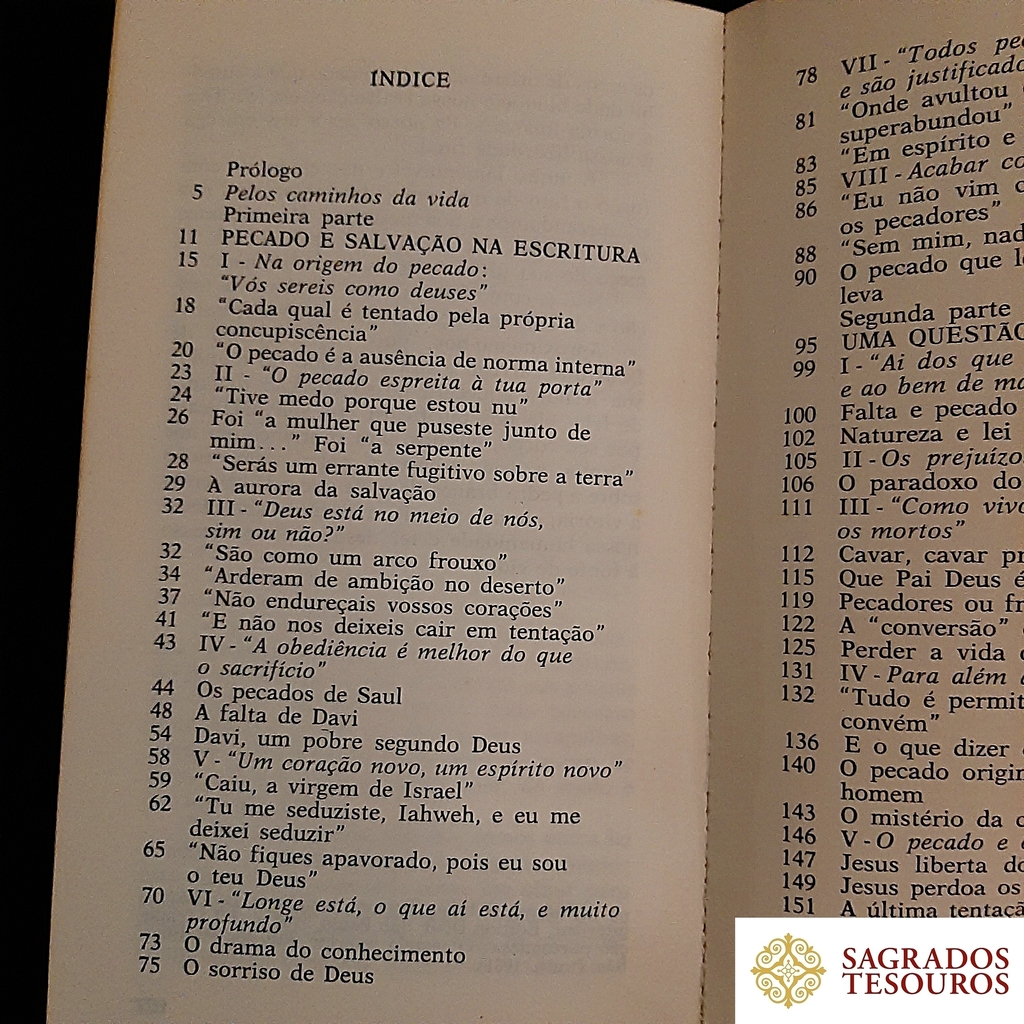 ÍNDICE
Prólogo
5 Pelos caminhos da vida
Primeira parte
11 PECADO E SALVAÇÃO NA ESCRITURA
15 I - Na origem do pecado:
"Vós sereis como deuses"
18 "Cada qual é tentado pela própria
concupiscência"
20 "O pecado é a ausência de norma interna"
23 II - "O pecado espreita à tua porta"
24 "Tive medo porque estou nu"
26 Foi "a mulher que puseste junto de
mim..." Foi "a serpente"
28 "Serás um errante fugitivo sobre a terra"
29 A aurora da salvação
32 III - "Deus está no meio de nós,
sim ou não?"
32 "São como um arco frouxo"
34 "Arderam de ambição no deserto"
37 "Não endureçais vossos corações"
41 "E não nos deixeis cair em tentação"
43 IV - "A obediência é melhor do que
o sacrifício"
44 Os pecados de Saul
48 A falta de Davi
54 Davi, um pobre segundo Deus
58 V - "Um coração novo, um espírito novo"
59 "Caiu, a virgem de Israel"
62 "Tu me seduziste, Iahweh, e eu me
deixei seduzir"
65 "Não fiques apavorado, pois eu sou
o teu Deus"
70 VI - "Longe está, o que aí está, e muito
profundo"
73 O drama do conhecimento
75 O sorriso de Deus
78 VII - "Todos
e são
81 "Onde avultou
superabundou"
83 "Em espírito e
85 VIII - Acabar
86 "Eu não vim
os pecadores"
88 "Sem mim,
90 O pecado que
leva
Segunda parte
95 UMA QUESTÃO
99 I - "Ai dos que
e ao bem de
100 Falta e pecado
102 Natureza e lei
105 II - Os
106 O paradoxo do
111 III - "Como
os mortos"
112 Cavar, cavar
115 Que Pai Deus é
119 Pecadores ou
122 A "conversão"
125 Perder a vida
131 IV - Para além
132 "Tudo é
convém"
136 E o que dizer
140 O pecado
homem
143 O mistério da
146 V - O pecado e
147 Jesus liberta
149 Jesus perdoa os
151 A última
SAGRADOS
TESOUROS